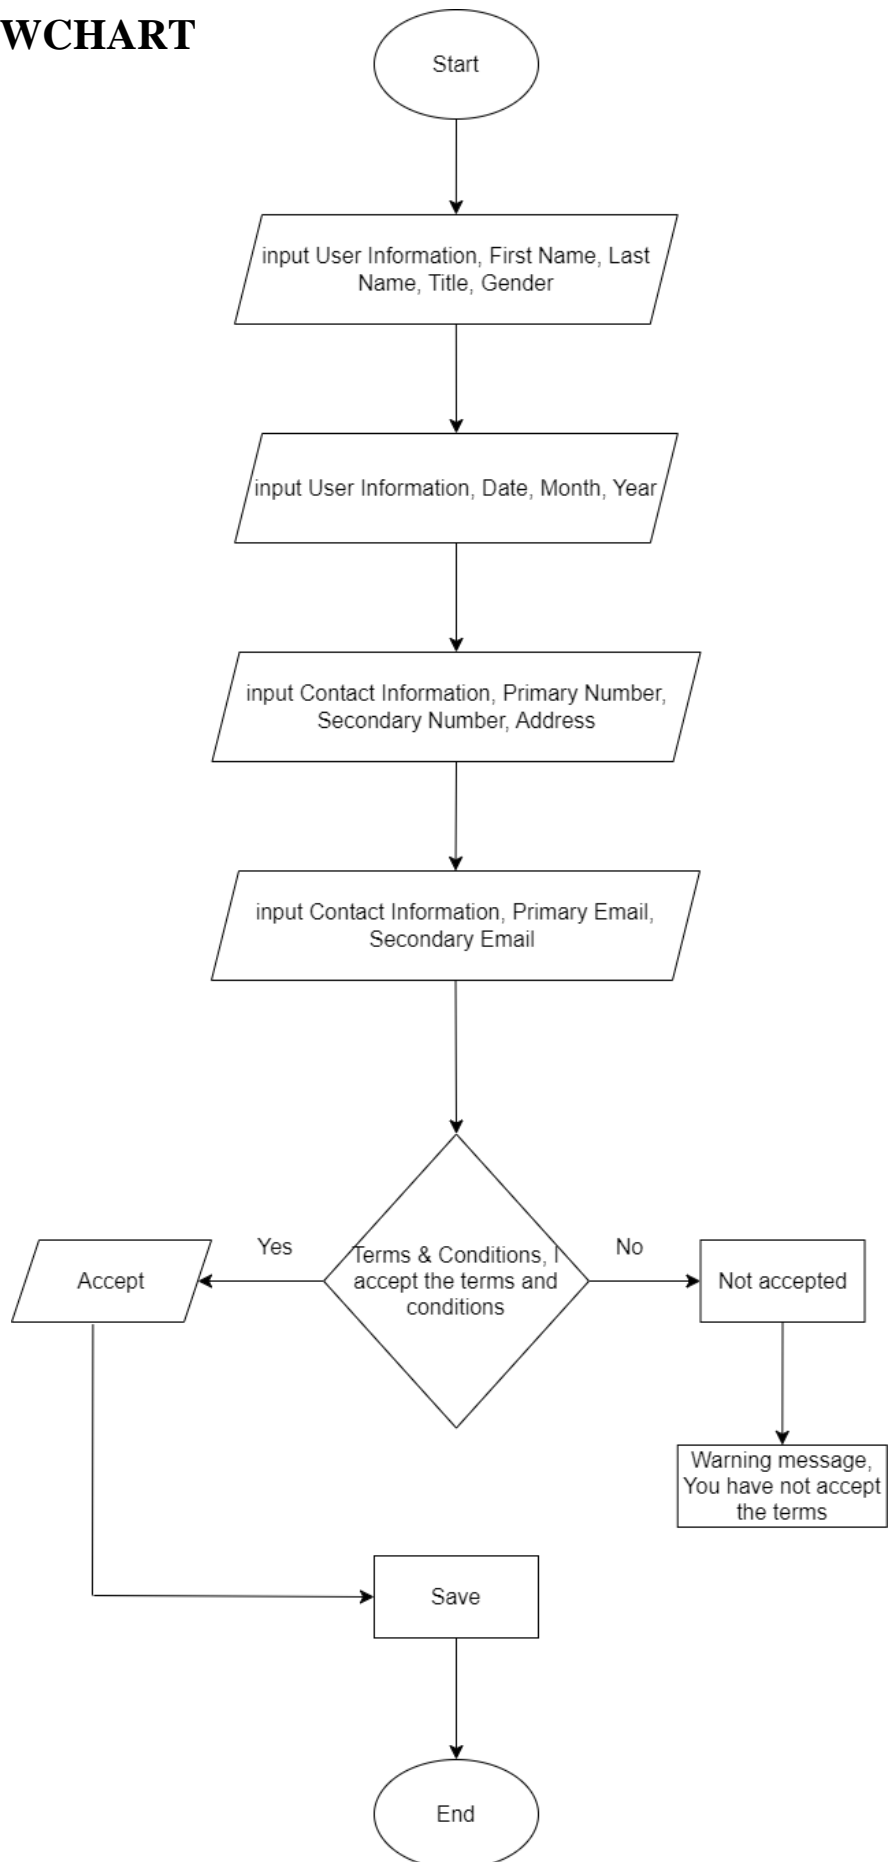 WCHART
Start
input User Information, First Name, Last
Name, Title, Gender
input User Information, Date, Month, Year
input Contact Information, Primary Number,
Secondary Number, Address
input Contact Information, Primary Email,
Secondary Email
Terms & Conditions, I
accept the terms and
conditions
Yes
No
Accept
Not accepted
Warning message,
You have not accept
the terms
Save
End